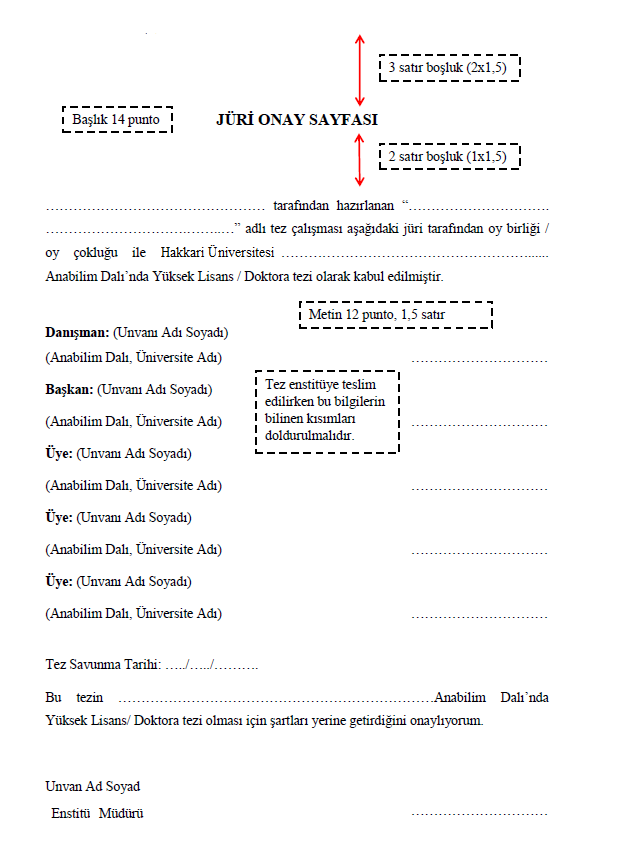 3 satır boşluk (2x1,5)
Başlık 14 punto
JÜRİ ONAY SAYFASI
2 satır boşluk (1x1,5)
………………………………………… tarafından hazırlanan “………………………….
………………………….……..…” adlı tez çalışması aşağıdaki jüri tarafından oy birliği /
oy çokluğu ile Hakkari Üniversitesi ……………………………………………….......
Anabilim Dalı’nda Yüksek Lisans / Doktora tezi olarak kabul edilmiştir.
Metin 12 punto, 1,5 satır
Danışman: (Unvanı Adı Soyadı)
(Anabilim Dalı, Üniversite Adı) …………………………
Tez enstitüye teslim
edilirken bu bilgilerin
bilinen kısımları
doldurulmalıdır.
Başkan: (Unvanı Adı Soyadı)
(Anabilim Dalı, Üniversite Adı) …………………………
Üye: (Unvanı Adı Soyadı)
(Anabilim Dalı, Üniversite Adı) …………………………
Üye: (Unvanı Adı Soyadı)
(Anabilim Dalı, Üniversite Adı) …………………………
Üye: (Unvanı Adı Soyadı)
(Anabilim Dalı, Üniversite Adı) …………………………
Tez Savunma Tarihi: …../…../……….
Bu tezin ……………………………………………………………Anabilim Dalı’nda
Yüksek Lisans/ Doktora tezi olması için şartları yerine getirdiğini onaylıyorum.
Unvan Ad Soyad
Enstitü Müdürü …………………………